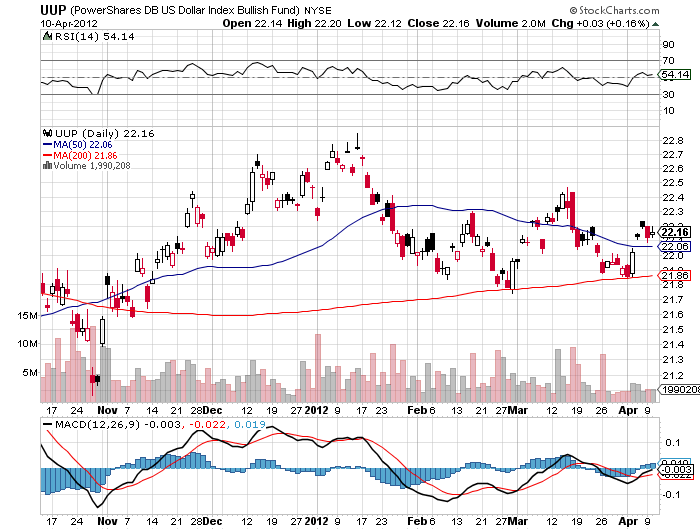 UUP (PowerShares DB US Dollar Index Bullish Fund) NYSE © StockCharts.com
10-Apr-2012 Open 22.14 High 22.20 Low 22.12 Close 22.16 Volume 2.0M Chg +0.03 (+0.16%)
RSI(14) 54.14
90
70
54.14
30
10
UUP (Daily) 22.16
MA(50) 22.06
MA(200) 21.86
Volume 1,990,208
22.8
22.7
22.6
22.5
22.4
22.3
22.16
22.06
22.0
21.86
21.8
21.7
21.6
21.5
21.4
21.3
21.2
15M
10M
5M
1990208
17 24 Nov 7 14 21 28 Dec 12 19 27 2012 9 17 23 Feb 6 13 21 27 Mar 12 19 26 Apr 9
MACD(12,26,9) -0.003, -0.022, 0.019
0.1
0.019
-0.003
-0.022
-0.1
17 24 Nov 7 14 21 28 Dec 12 19 27 2012 9 17 23 Feb 6 13 21 27 Mar 12 19 26 Apr 9